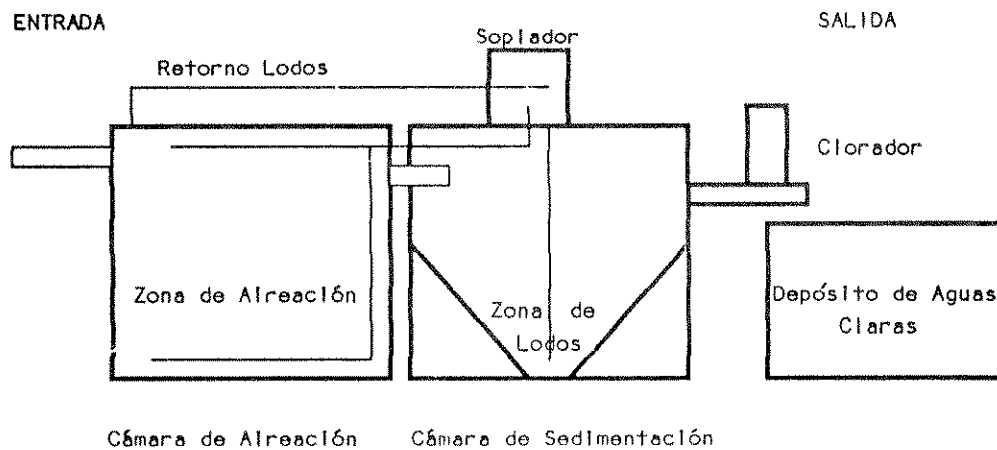 ENTRADA
SALIDA
Soplador
Retorno Lodos
Clorador
Zona de Aireación
Zona de
Lodos
Depósito de Aguas
Claras
Cámara de Aireación
Cámara de Sedimentación